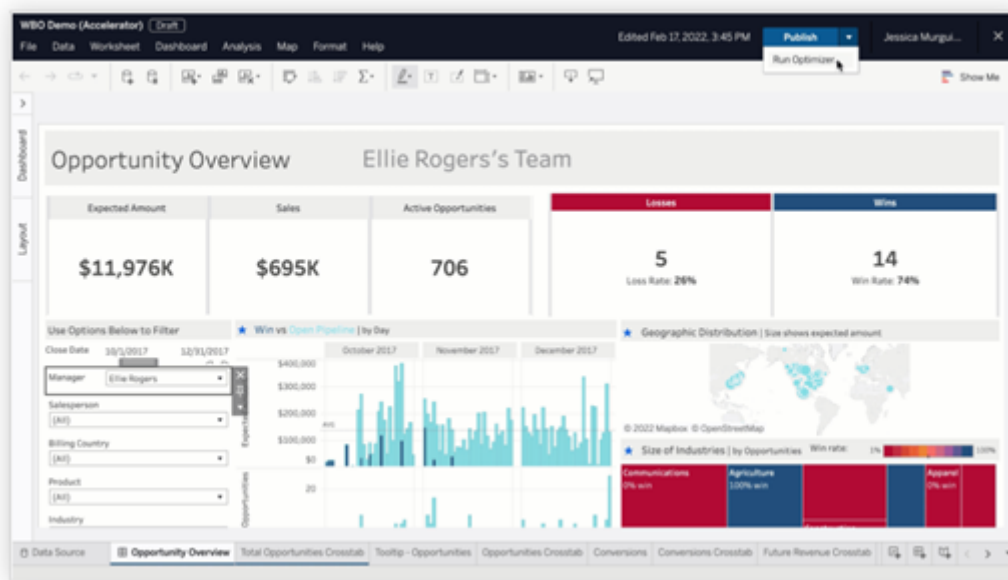 WBO Demo (Accelerator) Draft
File Data Worksheet Dashboard Analysis Map Format Help
Edited Feb 17, 2022, 3:45 PM
Publish
Jessica Murgui...
Run Optimizer
Show Me
Dashboard
Layout
Opportunity Overview
Ellie Rogers's Team
Expected Amount
$11,976K
Sales
$695K
Active Opportunities
706
Losses
5
Loss Rate: 26%
Wins
14
Win Rate: 74%
Use Options Below to Filter
Close Date 10/1/2017 12/31/2017
Manager Ellie Rogers
Salesperson
(All)
Billing Country
(All)
Product
(All)
Industry
Win vs Open Pipeline | by Day
October 2017 November 2017 December 2017
$400,000
$300,000
$200,000
$100,000
$0
20
Opportunities
Geographic Distribution | Size shows expected amount
© 2022 Mapbox © OpenStreetMap
Size of Industries | by Opportunities Win rate: 1% 100%
Communications
0% win
Agriculture
100% win
Apparel
0% win
Data Source
Opportunity Overview
Total Opportunities Crosstab
Tooltip - Opportunities
Opportunities Crosstab
Conversions
Conversions Crosstab
Future Revenue Crosstab